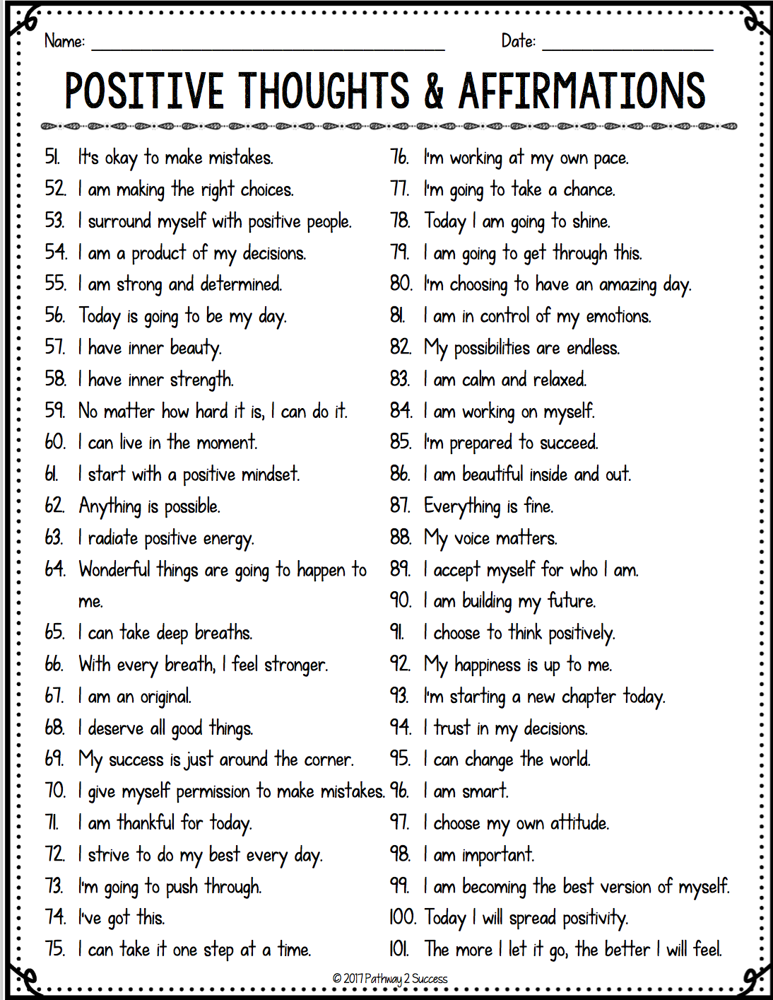 Name: ____________________ Date: ____________________
POSITIVE THOUGHTS & AFFIRMATIONS
51. It's okay to make mistakes.
52. I am making the right choices.
53. I surround myself with positive people.
54. I am a product of my decisions.
55. I am strong and determined.
56. Today is going to be my day.
57. I have inner beauty.
58. I have inner strength.
59. No matter how hard it is, I can do it.
60. I can live in the moment.
61. I start with a positive mindset.
62. Anything is possible.
63. I radiate positive energy.
64. Wonderful things are going to happen to
me.
65. I can take deep breaths.
66. With every breath, I feel stronger.
67. I am an original.
68. I deserve all good things.
69. My success is just around the corner.
70. I give myself permission to make mistakes.
71. I am thankful for today.
72. I strive to do my best every day.
73. I'm going to push through.
74. I've got this.
75. I can take it one step at a time.
76. I'm working at my own pace.
77. I'm going to take a chance.
78. Today I am going to shine.
79. I am going to get through this.
80. I'm choosing to have an amazing day.
81. I am in control of my emotions.
82. My possibilities are endless.
83. I am calm and relaxed.
84. I am working on myself.
85. I'm prepared to succeed.
86. I am beautiful inside and out.
87. Everything is fine.
88. My voice matters.
89. I accept myself for who I am.
90. I am building my future.
91. I choose to think positively.
92. My happiness is up to me.
93. I'm starting a new chapter today.
94. I trust in my decisions.
95. I can change the world.
96. I am smart.
97. I choose my own attitude.
98. I am important.
99. I am becoming the best version of myself.
100. Today I will spread positivity.
101. The more I let it go, the better I will feel.
© 2017 Pathway 2 Success